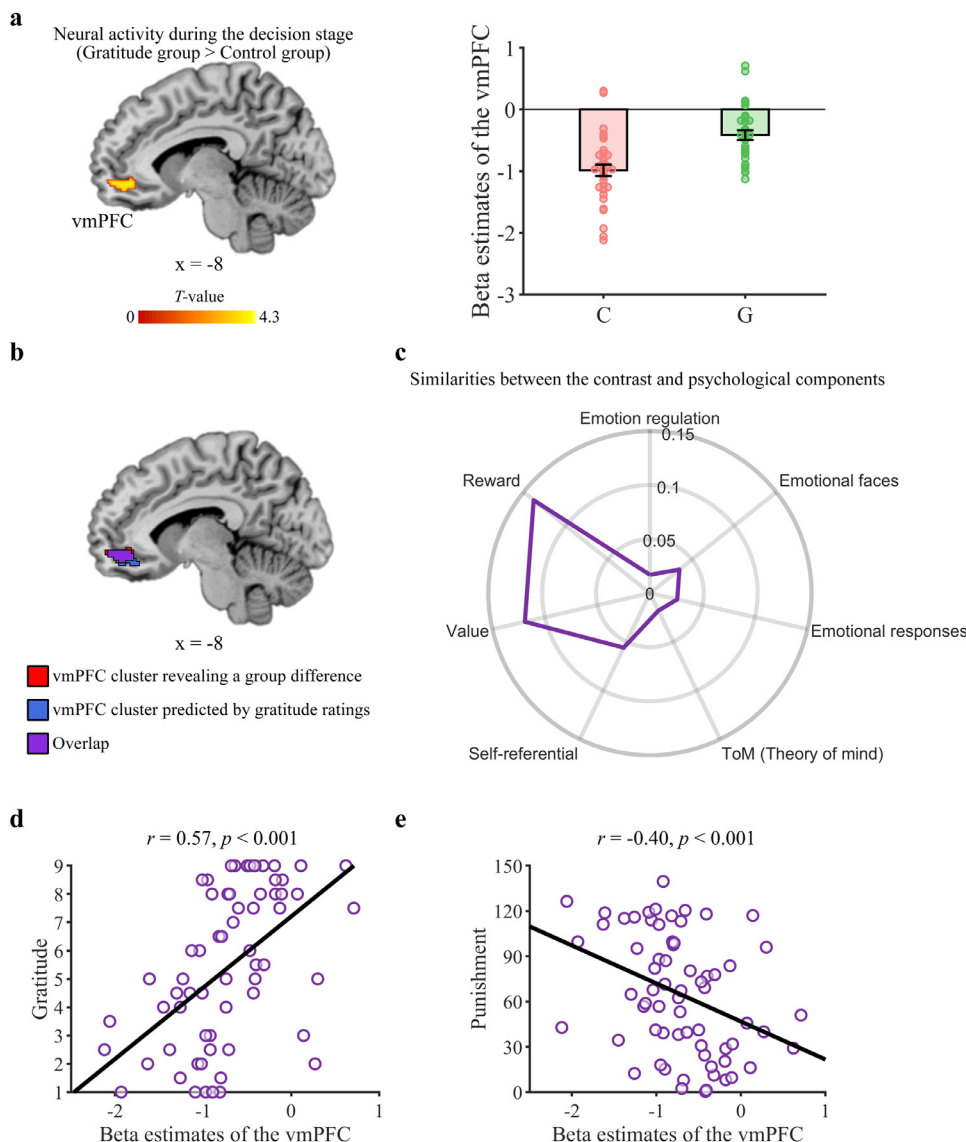 a
Neural activity during the decision stage
(Gratitude group > Control group)
vmPFC
x = -8
T-value
0
4.3
Beta estimates of the vmPFC
1
0
-1
-2
-3
C
G
b
x = -8
vmPFC cluster revealing a group difference
vmPFC cluster predicted by gratitude ratings
Overlap
c
Similarities between the contrast and psychological components
Emotion regulation
0.15
Reward
Emotional faces
0.1
0.05
0
Value
Emotional responses
Self-referential
ToM (Theory of mind)
d
r = 0.57, p < 0.001
Gratitude
9
8
7
6
5
4
3
2
1
-2
-1
0
1
Beta estimates of the vmPFC
e
r = -0.40, p < 0.001
Punishment
150
120
90
60
30
0
-2
-1
0
1
Beta estimates of the vmPFC